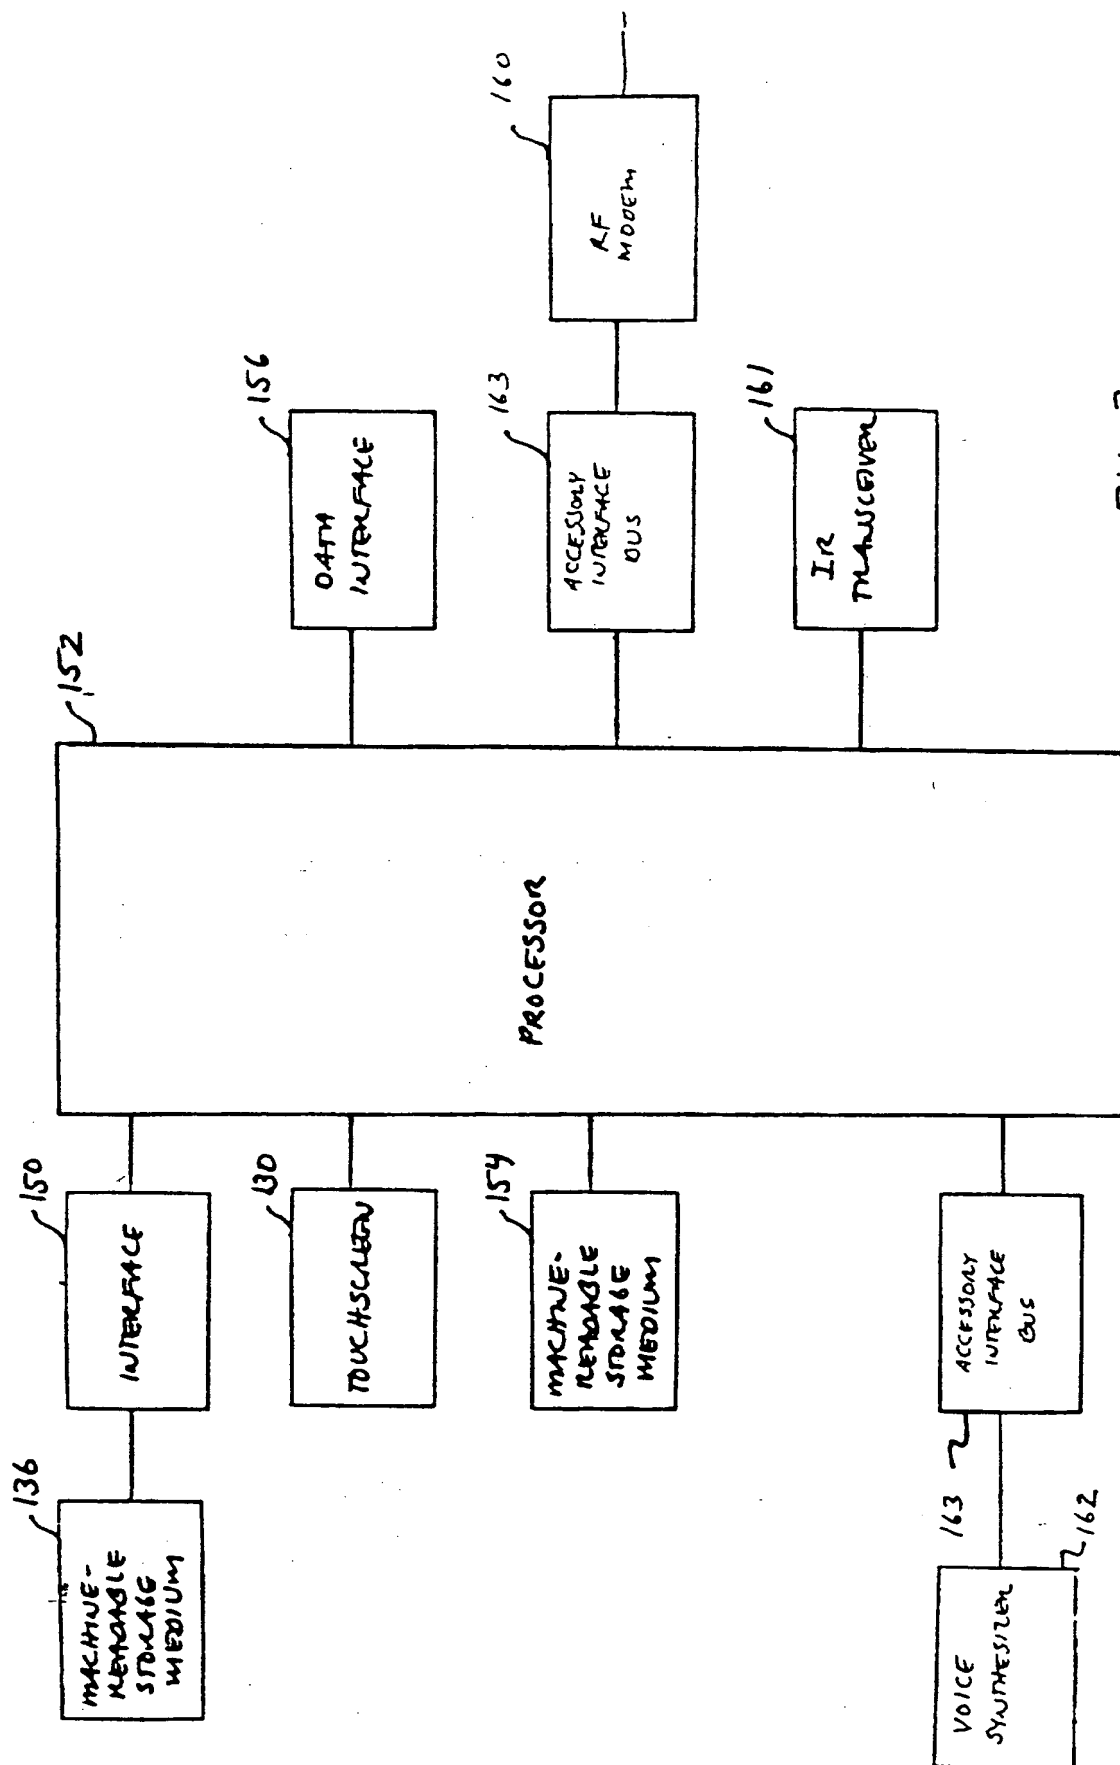 136
MACHINE-
READABLE
STORAGE
MEDIUM
150
INTERFACE
130
TOUCHSCREEN
154
MACHINE-
READABLE
STORAGE
MEDIUM
163
ACCESSORY
INTERFACE
BUS
162
VOICE
SYNTHESIZER
152
PROCESSOR
156
DATA
INTERFACE
163
ACCESSORY
INTERFACE
BUS
160
RF
MODEM
161
IR
TRANSCEIVER